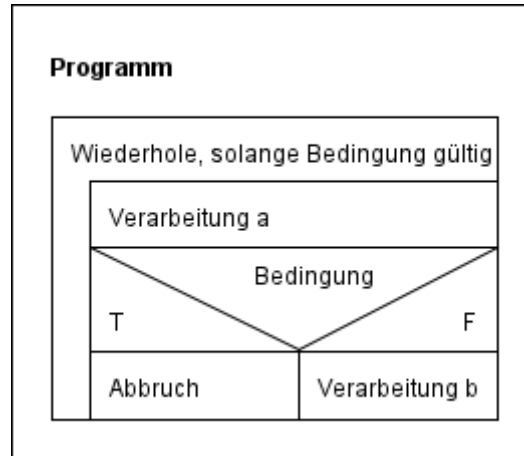 Programm
Wiederhole, solange Bedingung gültig
Verarbeitung a
Bedingung
T F
Abbruch Verarbeitung b